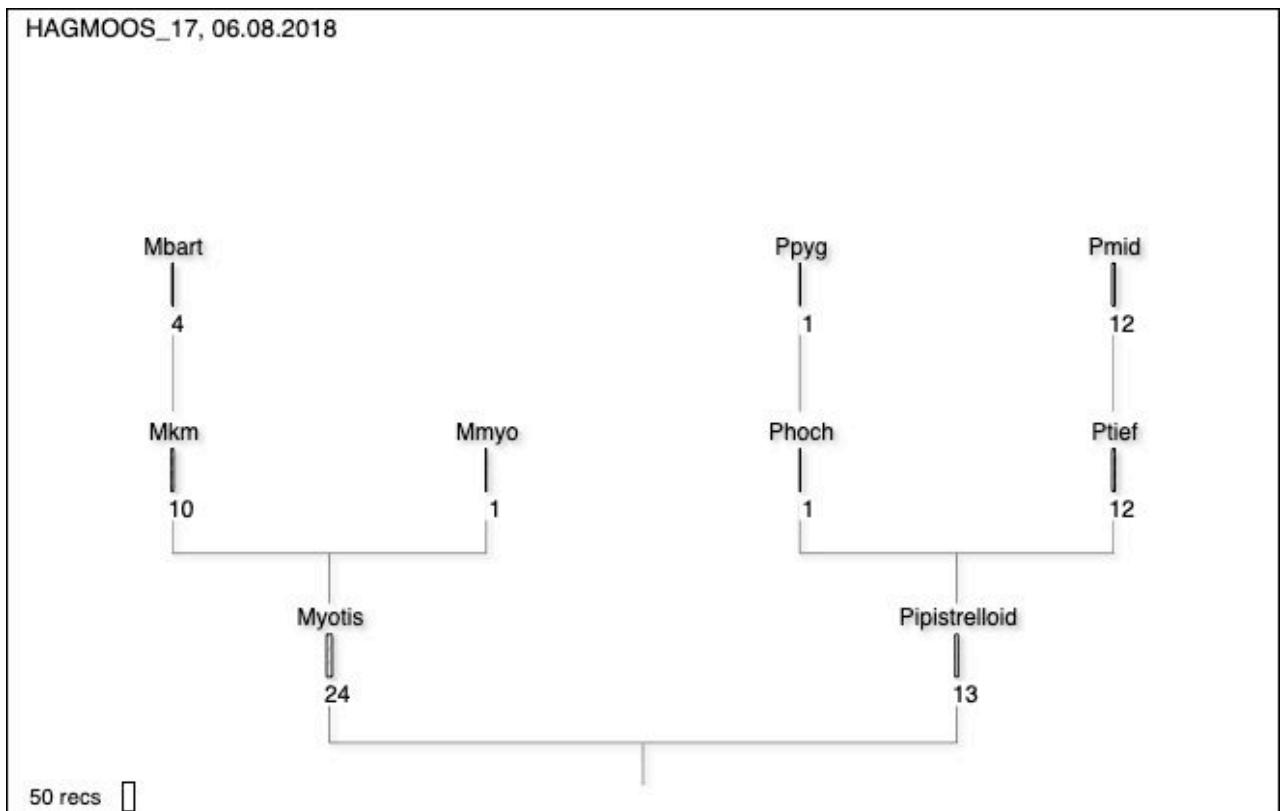 HAGMOOS_17, 06.08.2018
Mbart Ppyg Pmid
4 1 12
Mkm Mmyo Phoch Ptief
10 1 1 12
Myotis Pipistrelloid
24 13
50 recs